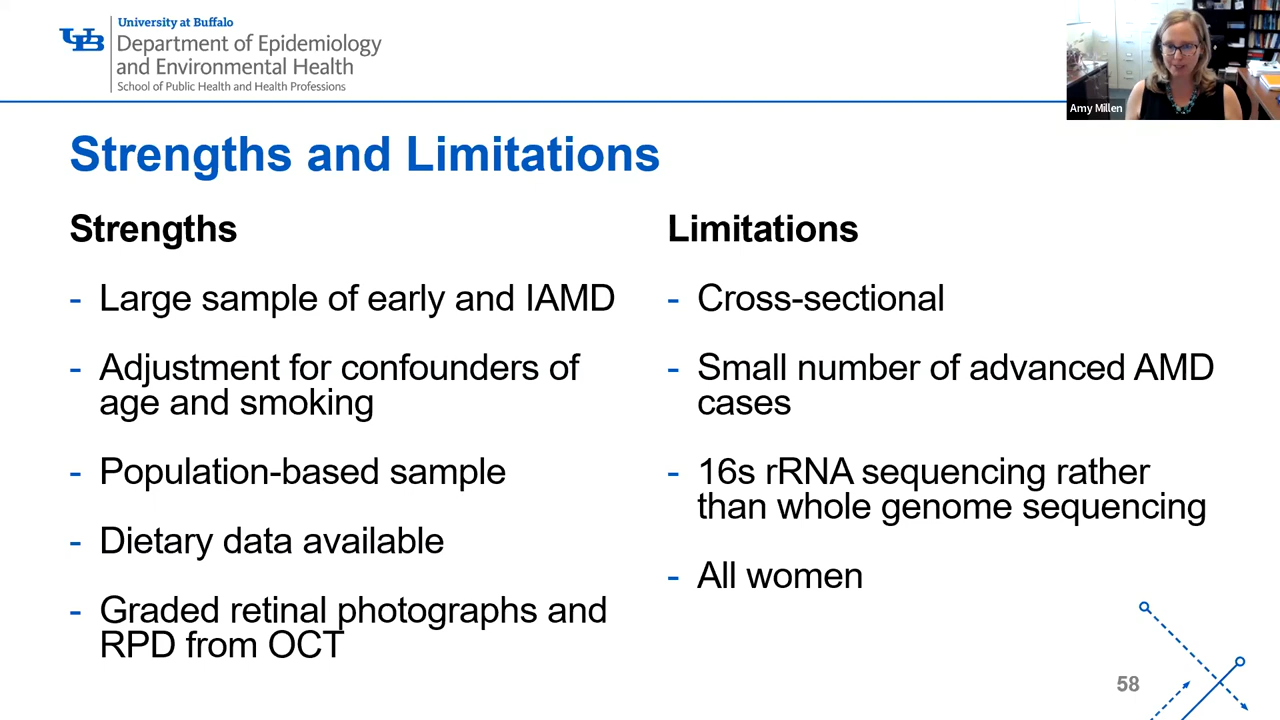 University at Buffalo
UB
Department of Epidemiology
and Environmental Health
School of Public Health and Health Professions
Amy Millen
Strengths and Limitations
Strengths
- Large sample of early and IAMD
- Adjustment for confounders of
age and smoking
- Population-based sample
- Dietary data available
- Graded retinal photographs and
RPD from OCT
Limitations
- Cross-sectional
- Small number of advanced AMD
cases
- 16s rRNA sequencing rather
than whole genome sequencing
- All women
58